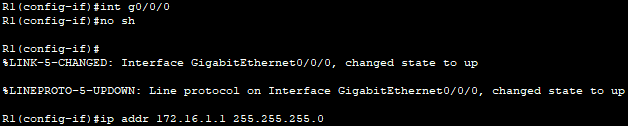 R1(config-if)#int g0/0/0
R1(config-if)#no sh
R1(config-if)#
%LINK-5-CHANGED: Interface GigabitEthernet0/0/0, changed state to up
%LINEPROTO-5-UPDOWN: Line protocol on Interface GigabitEthernet0/0/0, changed state to up
R1(config-if)#ip addr 172.16.1.1 255.255.255.0